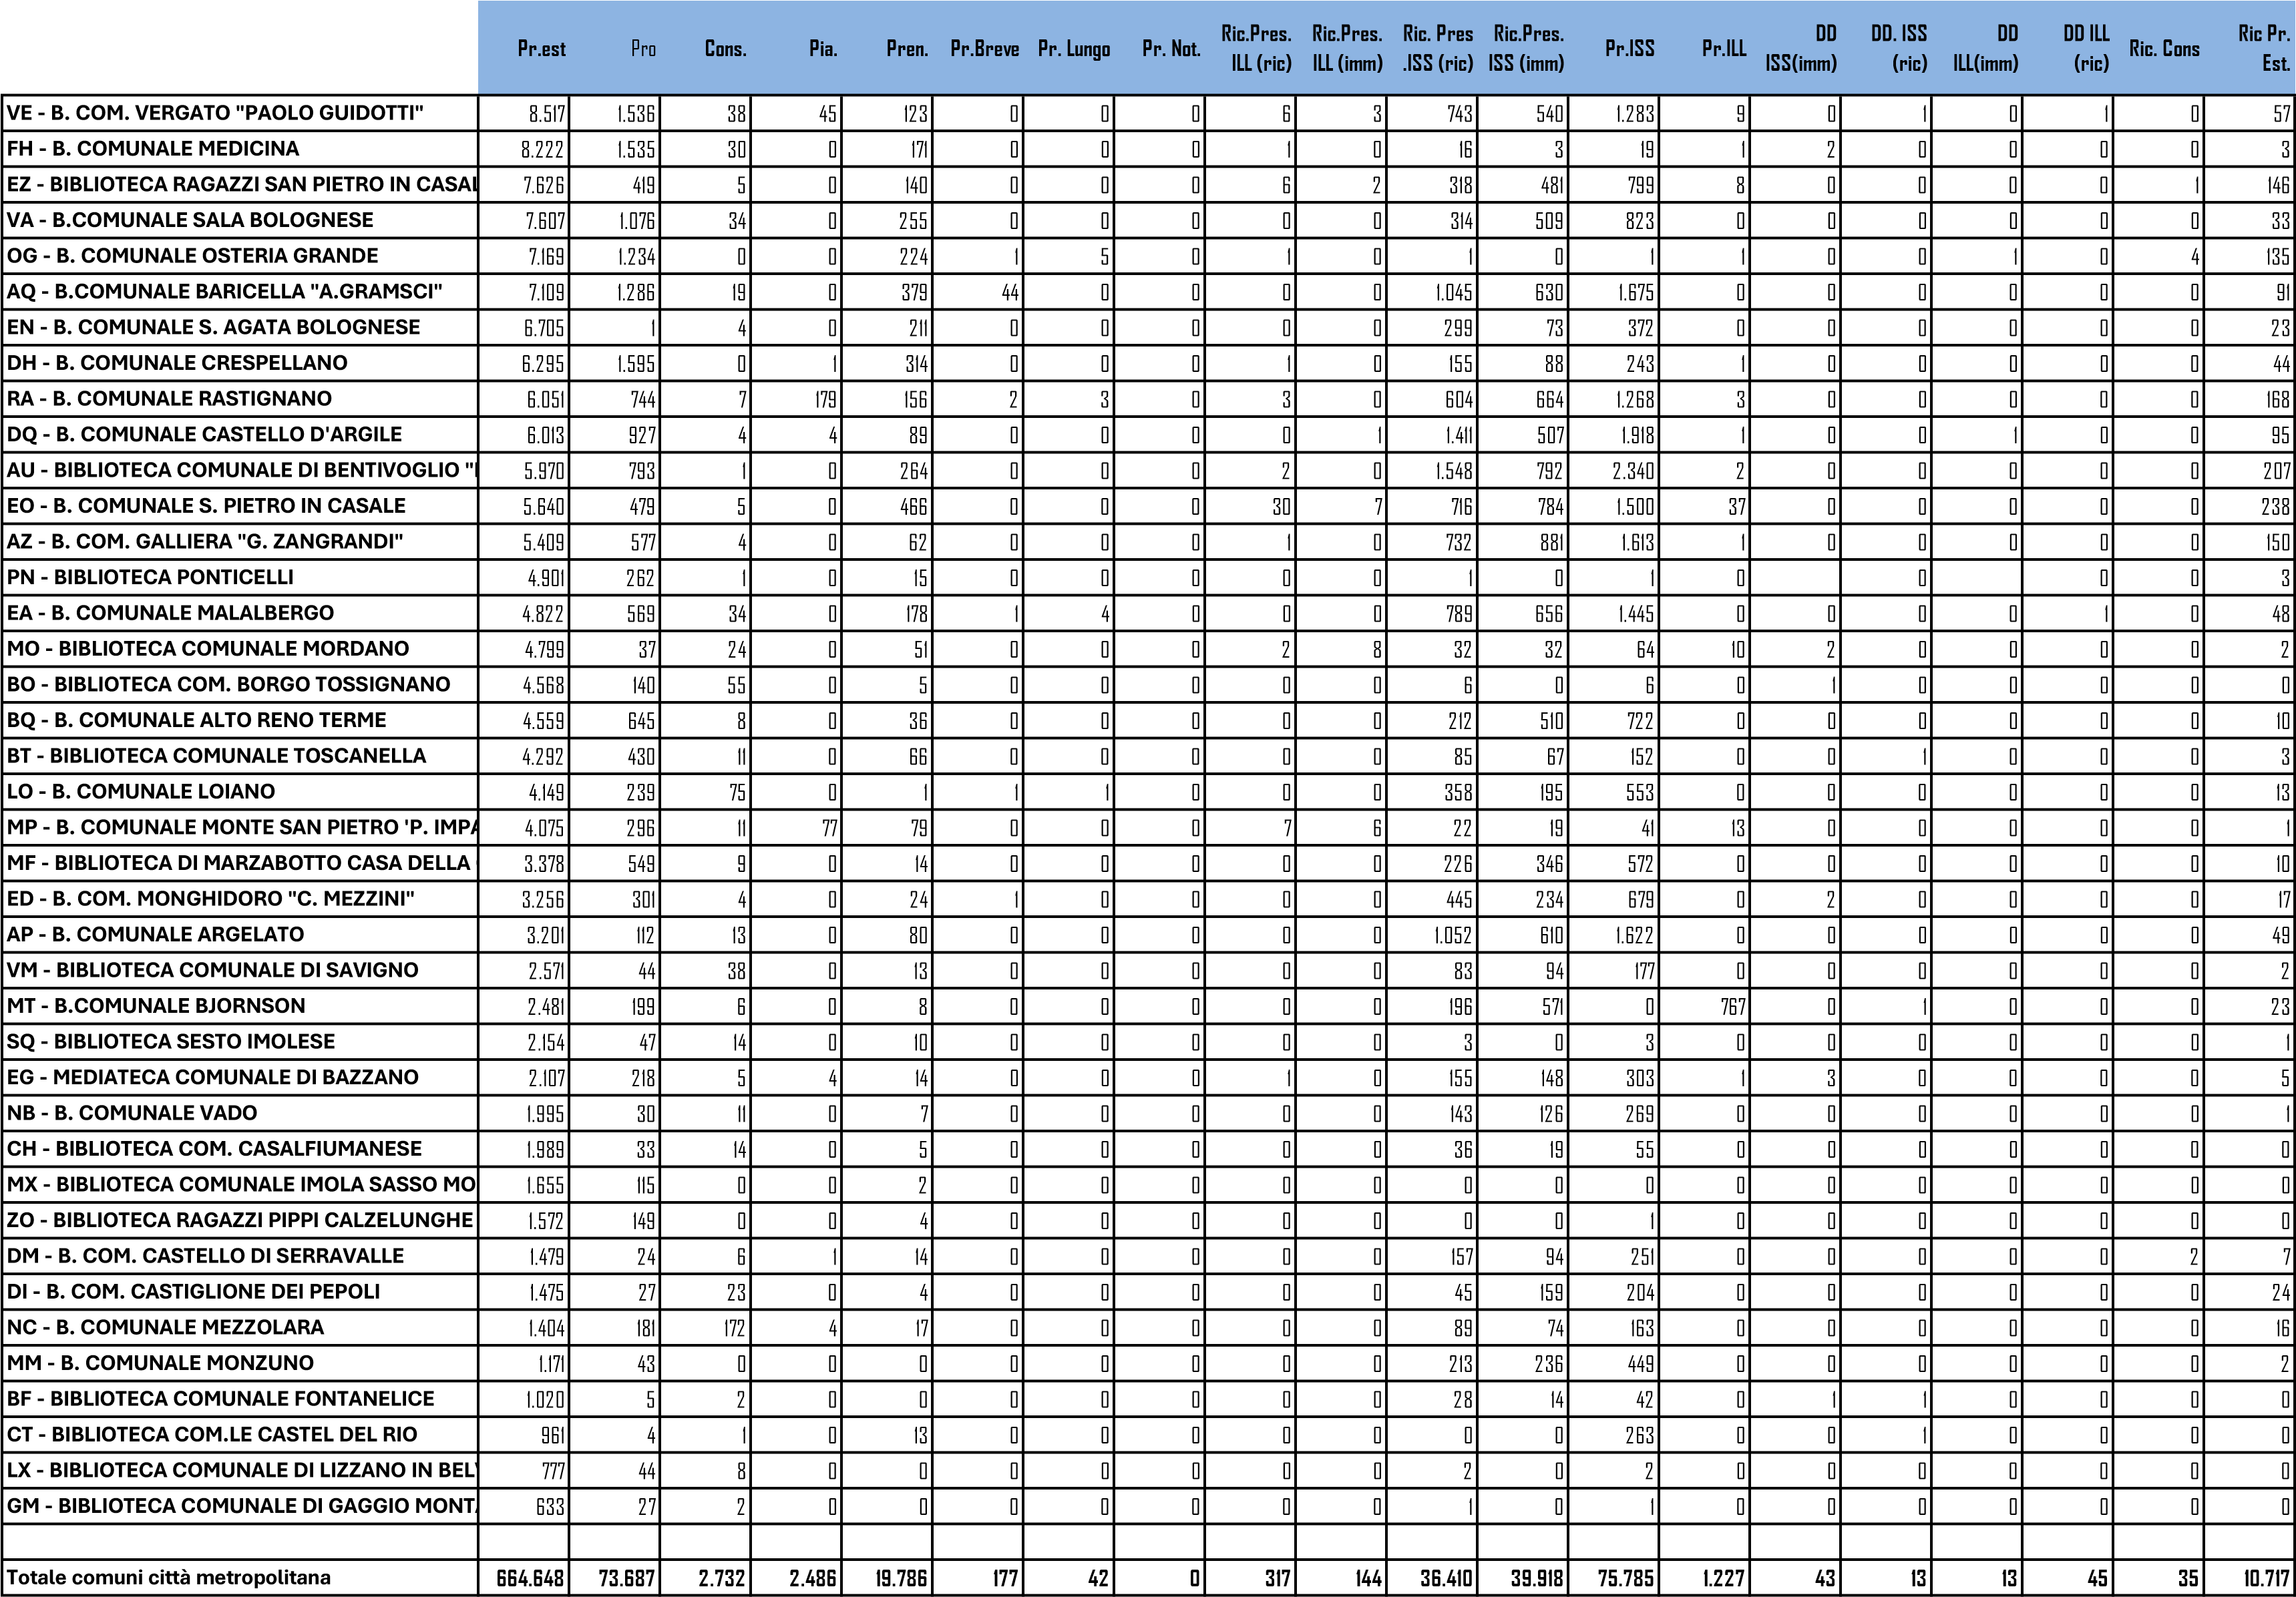 Pr.est Pro Cons. Pia. Pren. Pr.Breve Pr. Lungo Pr. Not. Ric.Pres. ILL (ric) Ric.Pres. ILL (imm) Ric. Pres .ISS (ric) Ric.Pres. ISS (imm) Pr.ISS Pr.ILL DD ISS(imm) DD. ISS (ric) DD ILL(imm) DD ILL (ric) Ric. Cons Ric Pr. Est.
VE - B. COM. VERGATO "PAOLO GUIDOTTI" 8.517 1.536 38 45 123 0 0 0 6 3 743 540 1.283 9 0 1 0 1 0 57
FH - B. COMUNALE MEDICINA 8.222 1.535 30 0 171 0 0 0 1 0 16 3 19 1 2 0 0 0 0 3
EZ - BIBLIOTECA RAGAZZI SAN PIETRO IN CASAL 7.626 419 5 0 140 0 0 0 6 2 318 481 799 8 0 0 0 0 1 146
VA - B.COMUNALE SALA BOLOGNESE 7.607 1.076 34 0 255 0 0 0 0 0 314 509 823 0 0 0 0 0 0 33
OG - B. COMUNALE OSTERIA GRANDE 7.169 1.234 0 0 224 1 5 0 1 0 1 0 1 1 0 0 1 0 4 135
AQ - B.COMUNALE BARICELLA "A.GRAMSCI" 7.109 1.286 19 0 379 44 0 0 0 0 1.045 630 1.675 0 0 0 0 0 0 91
EN - B. COMUNALE S. AGATA BOLOGNESE 6.705 1 4 0 211 0 0 0 0 0 299 73 372 0 0 0 0 0 0 23
DH - B. COMUNALE CRESPELLANO 6.295 1.595 0 1 314 0 0 0 1 0 155 88 243 1 0 0 0 0 0 44
RA - B. COMUNALE RASTIGNANO 6.051 744 7 179 156 2 3 0 3 0 604 664 1.268 3 0 0 0 0 0 168
DQ - B. COMUNALE CASTELLO D'ARGILE 6.013 927 4 4 89 0 0 0 0 1 1.411 507 1.918 1 0 0 1 0 0 95
AU - BIBLIOTECA COMUNALE DI BENTIVOGLIO " 5.970 793 1 0 264 0 0 0 2 0 1.548 792 2.340 2 0 0 0 0 0 207
EO - B. COMUNALE S. PIETRO IN CASALE 5.640 479 5 0 466 0 0 0 30 7 716 784 1.500 37 0 0 0 0 0 238
AZ - B. COM. GALLIERA "G. ZANGRANDI" 5.409 577 4 0 62 0 0 0 1 0 732 881 1.613 1 0 0 0 0 0 150
PN - BIBLIOTECA PONTICELLI 4.901 262 1 0 15 0 0 0 0 0 1 0 1 0 0 0 0 3
EA - B. COMUNALE MALALBERGO 4.822 569 34 0 178 1 4 0 0 0 789 656 1.445 0 0 0 0 1 0 48
MO - BIBLIOTECA COMUNALE MORDANO 4.799 37 24 0 51 0 0 0 2 8 32 32 64 10 2 0 0 0 0 2
BO - BIBLIOTECA COM. BORGO TOSSIGNANO 4.568 140 55 0 5 0 0 0 0 0 6 0 6 0 1 0 0 0 0 0
BQ - B. COMUNALE ALTO RENO TERME 4.559 645 8 0 36 0 0 0 0 0 212 510 722 0 0 0 0 0 0 10
BT - BIBLIOTECA COMUNALE TOSCANELLA 4.292 430 11 0 66 0 0 0 0 0 85 67 152 0 0 1 0 0 0 3
LO - B. COMUNALE LOIANO 4.149 239 75 0 1 1 1 0 0 0 358 195 553 0 0 0 0 0 0 13
MP - B. COMUNALE MONTE SAN PIETRO 'P. IMPA 4.075 296 11 77 79 0 0 0 7 6 22 19 41 13 0 0 0 0 0 1
MF - BIBLIOTECA DI MARZABOTTO CASA DELLA 3.378 549 9 0 14 0 0 0 0 0 226 346 572 0 0 0 0 0 0 10
ED - B. COM. MONGHIDORO "C. MEZZINI" 3.256 301 4 0 24 1 0 0 0 0 445 234 679 0 2 0 0 0 0 17
AP - B. COMUNALE ARGELATO 3.201 112 13 0 80 0 0 0 0 0 1.052 610 1.622 0 0 0 0 0 0 49
VM - BIBLIOTECA COMUNALE DI SAVIGNO 2.571 44 38 0 13 0 0 0 0 0 83 94 177 0 0 0 0 0 0 2
MT - B.COMUNALE BJORNSON 2.481 199 6 0 8 0 0 0 0 0 196 571 0 767 0 1 0 0 0 23
SQ - BIBLIOTECA SESTO IMOLESE 2.154 47 14 0 10 0 0 0 0 0 3 0 3 0 0 0 0 0 0 1
EG - MEDIATECA COMUNALE DI BAZZANO 2.107 218 5 4 14 0 0 0 1 0 155 148 303 1 3 0 0 0 0 5
NB - B. COMUNALE VADO 1.995 30 11 0 7 0 0 0 0 0 143 126 269 0 0 0 0 0 0 1
CH - BIBLIOTECA COM. CASALFIUMANESE 1.989 33 14 0 5 0 0 0 0 0 36 19 55 0 0 0 0 0 0 0
MX - BIBLIOTECA COMUNALE IMOLA SASSO MO 1.655 115 0 0 2 0 0 0 0 0 0 0 0 0 0 0 0 0 0 0
ZO - BIBLIOTECA RAGAZZI PIPPI CALZELUNGHE 1.572 149 0 0 4 0 0 0 0 0 0 0 1 0 0 0 0 0 0 0
DM - B. COM. CASTELLO DI SERRAVALLE 1.479 24 6 1 14 0 0 0 0 0 157 94 251 0 0 0 0 0 2 7
DI - B. COM. CASTIGLIONE DEI PEPOLI 1.475 27 23 0 4 0 0 0 0 0 45 159 204 0 0 0 0 0 0 24
NC - B. COMUNALE MEZZOLARA 1.404 181 172 4 17 0 0 0 0 0 89 74 163 0 0 0 0 0 0 16
MM - B. COMUNALE MONZUNO 1.171 43 0 0 0 0 0 0 0 0 213 236 449 0 0 0 0 0 0 2
BF - BIBLIOTECA COMUNALE FONTANELICE 1.020 5 2 0 0 0 0 0 0 0 28 14 42 0 1 1 0 0 0 0
CT - BIBLIOTECA COM.LE CASTEL DEL RIO 961 4 1 0 13 0 0 0 0 0 0 0 263 0 0 1 0 0 0 0
LX - BIBLIOTECA COMUNALE DI LIZZANO IN BEL 777 44 8 0 0 0 0 0 0 0 2 0 2 0 0 0 0 0 0 0
GM - BIBLIOTECA COMUNALE DI GAGGIO MONT 633 27 2 0 0 0 0 0 0 0 1 0 1 0 0 0 0 0 0 0
Totale comuni città metropolitana 664.648 73.687 2.732 2.486 19.786 177 42 0 317 144 36.410 39.918 75.785 1.227 43 13 13 45 35 10.717